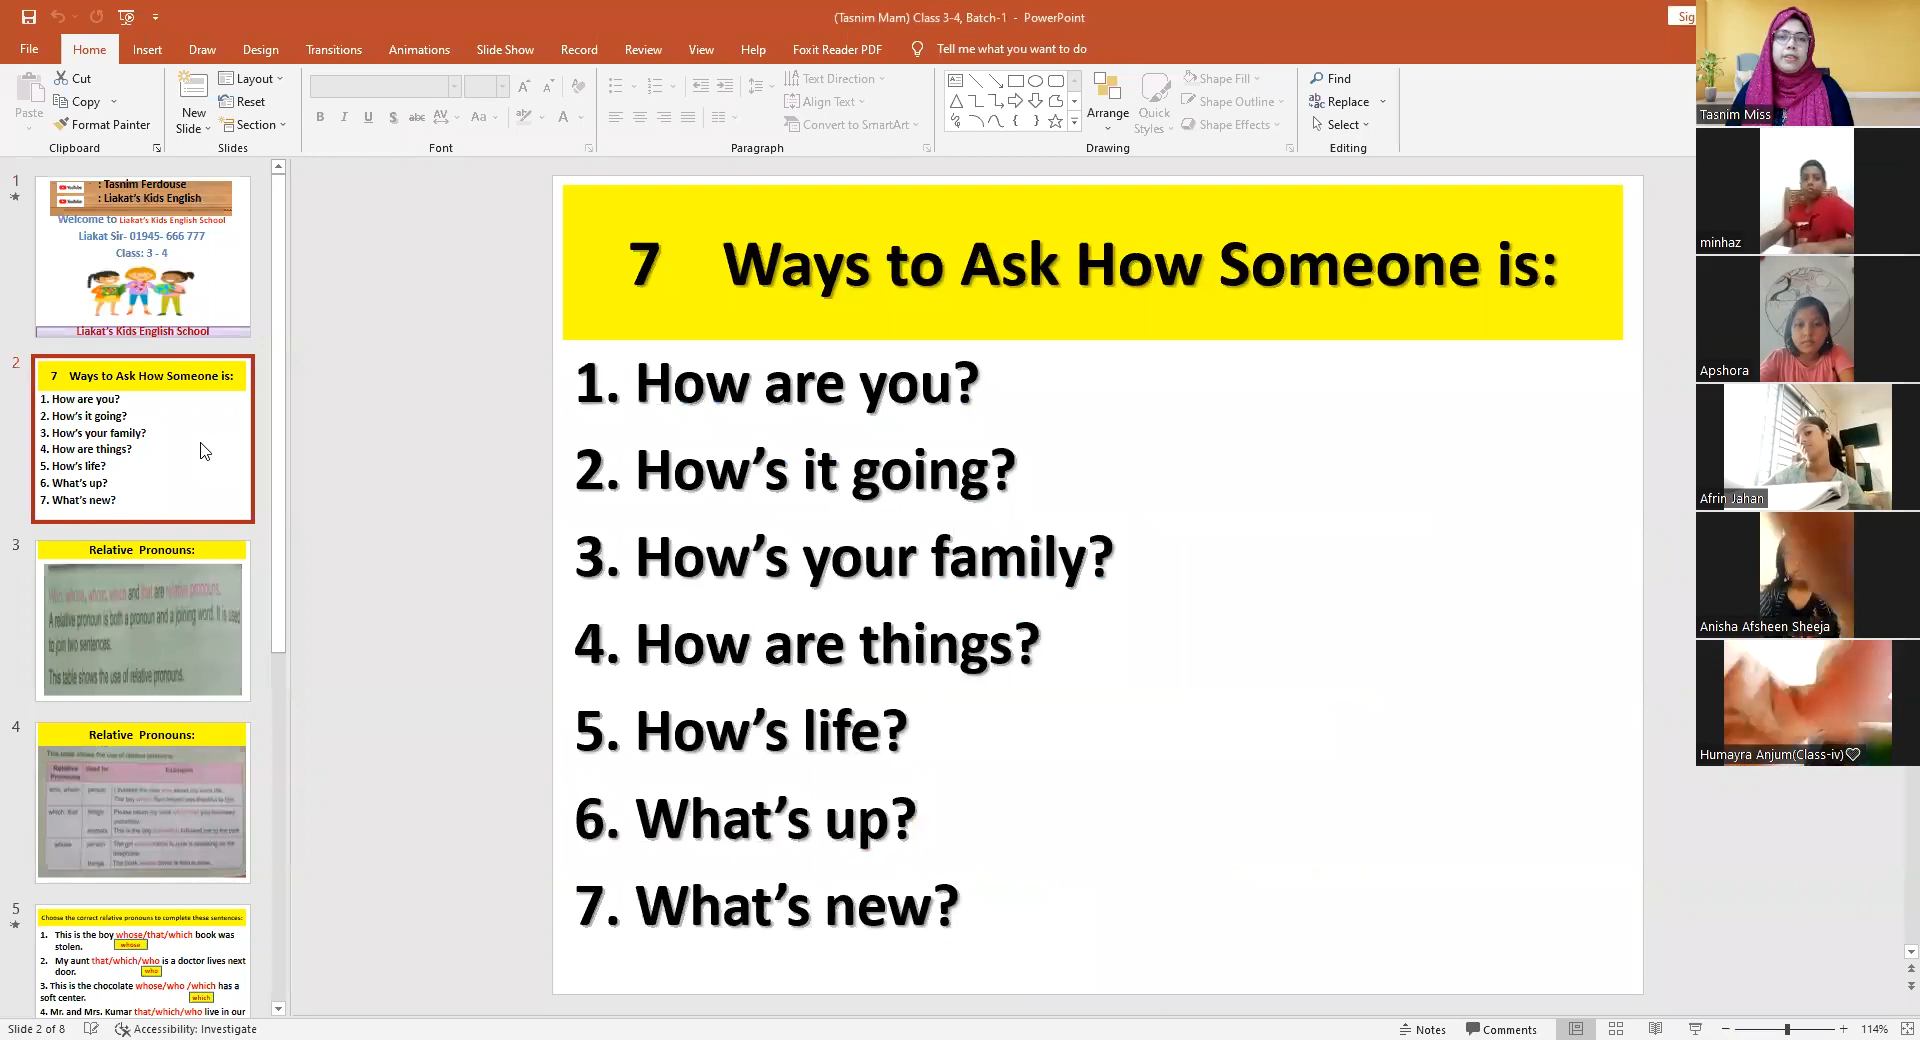 (Tasnim Mam) Class 3-4, Batch-1 - PowerPoint
Sig
File Home Insert Draw Design Transitions Animations Slide Show Record Review View Help Foxit Reader PDF Tell me what you want to do
Paste
Cut
Copy
Format Painter
Clipboard
New Slide
Layout
Reset
Section
Slides
Font
Text Direction
Align Text
Convert to SmartArt
Paragraph
Arrange
Quick Styles
Shape Fill
Shape Outline
Shape Effects
Drawing
Find
Replace
Select
Editing
1
YouTube : Tasnim Ferdouse
YouTube : Liakat's Kids English
Welcome to Liakat's Kids English School
Liakat Sir- 01945- 666 777
Class: 3 - 4
Liakat's Kids English School
2
7 Ways to Ask How Someone is:
1. How are you?
2. How's it going?
3. How's your family?
4. How are things?
5. How's life?
6. What's up?
7. What's new?
3
Relative Pronouns:
Who, whose, whom, which and that are relative pronouns.
A relative pronoun is both a pronoun and a joining word. It is used
to join two sentences.
This table shows the use of relative pronouns.
4
Relative Pronouns:
This table shows the use of relative pronouns.
Relative Pronouns Used for Examples
5
Choose the correct relative pronouns to complete these sentences:
1. This is the boy whose/that/which book was
stolen. whose
2. My aunt that/which/who is a doctor lives next
door. who
3. This is the chocolate whose/who /which has a
soft center. which
4. Mr. and Mrs. Kumar that/which/who live in our
7 Ways to Ask How Someone is:
1. How are you?
2. How's it going?
3. How's your family?
4. How are things?
5. How's life?
6. What's up?
7. What's new?
Tasnim Miss
minhaz
Apshora
Afrin Jahan
Anisha Afsheen Sheeja
Humayra Anjum(Class-iv)♡
Slide 2 of 8
Accessibility: Investigate
Notes
Comments
114%